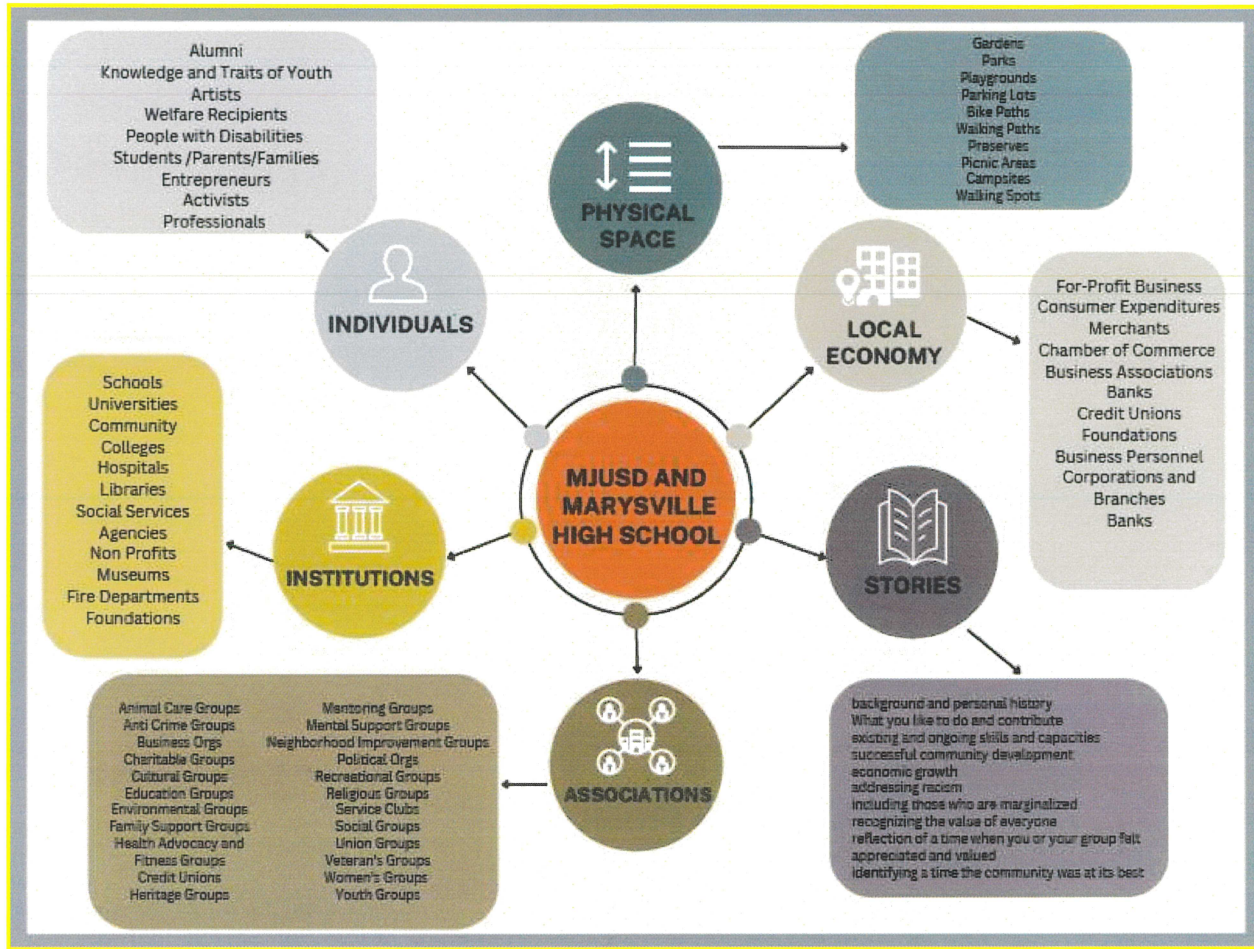 MJUSD AND
MARYSVILLE
HIGH SCHOOL
PHYSICAL
SPACE
Gardens
Parks
Playgrounds
Parking Lots
Bike Paths
Walking Paths
Preserves
Picnic Areas
Campsites
Walking Spots
LOCAL
ECONOMY
For-Profit Business
Consumer Expenditures
Merchants
Chamber of Commerce
Business Associations
Banks
Credit Unions
Foundations
Business Personnel
Corporations and
Branches
Banks
STORIES
background and personal history
What you like to do and contribute
existing and ongoing skills and capacities
successful community development
economic growth
addressing racism
including those who are marginalized
recognizing the value of everyone
reflection of a time when you or your group felt
appreciated and valued
identifying a time the community was at its best
ASSOCIATIONS
Animal Care Groups
Anti Crime Groups
Business Orgs
Charitable Groups
Cultural Groups
Education Groups
Environmental Groups
Family Support Groups
Health Advocacy and
Fitness Groups
Credit Unions
Heritage Groups
Mentoring Groups
Mental Support Groups
Neighborhood Improvement Groups
Political Orgs
Recreational Groups
Religious Groups
Service Clubs
Social Groups
Union Groups
Veteran's Groups
Women's Groups
Youth Groups
INSTITUTIONS
Schools
Universities
Community
Colleges
Hospitals
Libraries
Social Services
Agencies
Non Profits
Museums
Fire Departments
Foundations
INDIVIDUALS
Alumni
Knowledge and Traits of Youth
Artists
Welfare Recipients
People with Disabilities
Students /Parents/Families
Entrepreneurs
Activists
Professionals